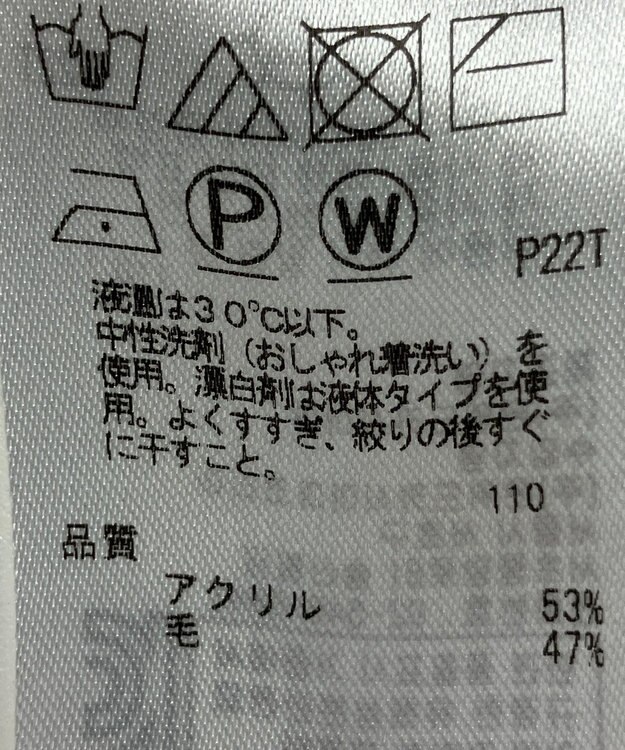 P
W
P22T
液温は30℃以下。
中性洗剤（おしゃれ着洗い）を
使用。漂白剤は液体タイプを使
用。よくすすぎ、絞りの後すぐ
に干すこと。
110
品質
アクリル 53%
毛 47%